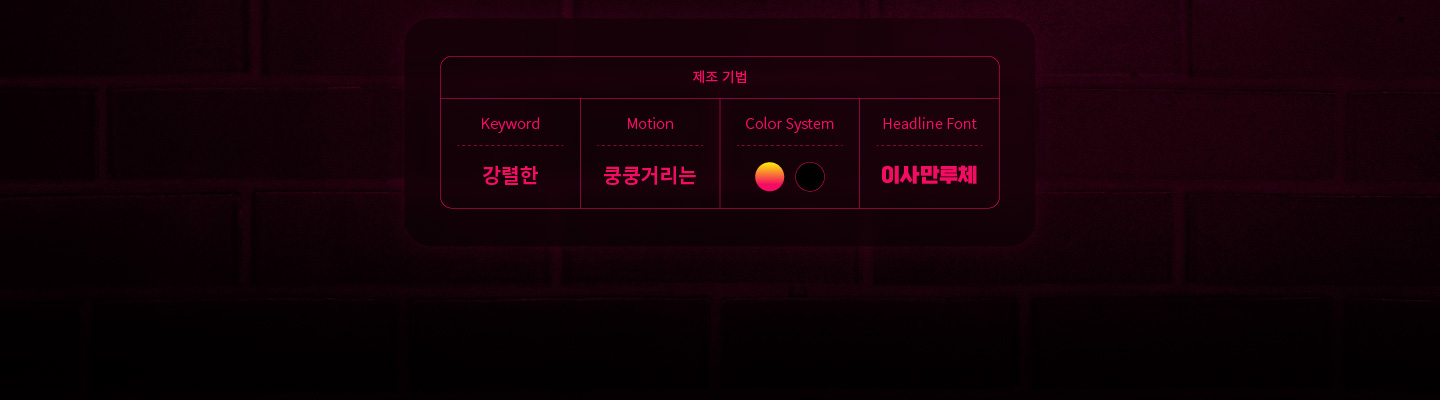 제조 기법
Keyword
Motion
Color System
Headline Font
강렬한
쿵쿵거리는
이사만루체